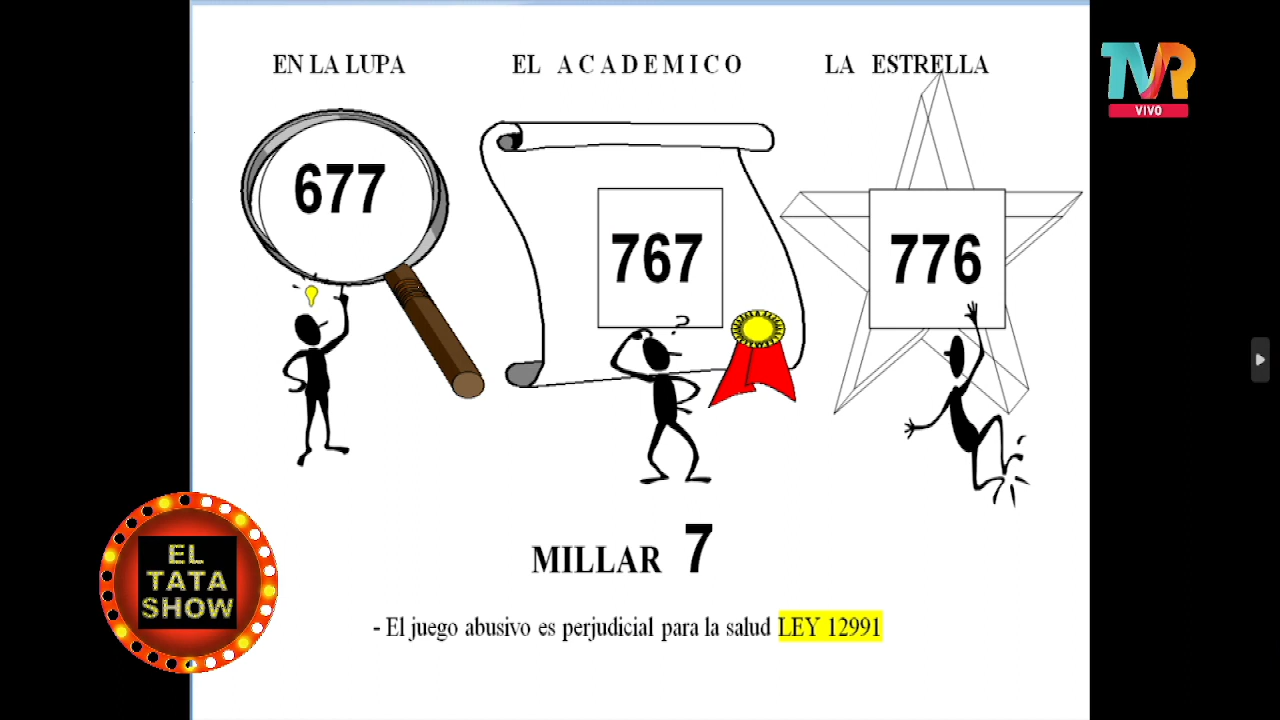 EN LA LUPA
EL ACADEMICO
LA ESTRELLA
TVR
VIVO
677
767
776
?
MILLAR 7
EL
TATA
SHOW
- El juego abusivo es perjudicial para la salud LEY 12991